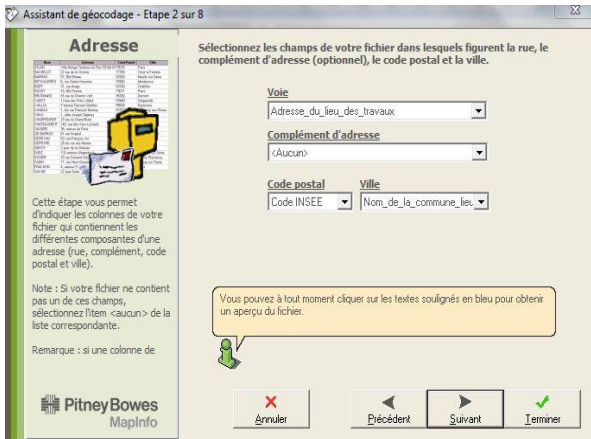 Assistant de géocodage - Etape 2 sur 8
Adresse
Cette étape vous permet
d'indiquer les colonnes de votre
fichier qui contiennent les
différentes composantes d'une
adresse (rue, complément, code
postal et ville).
Note : Si votre fichier ne contient
pas un de ces champs,
sélectionnez l'item <aucun> de la
liste correspondante.
Remarque : si une colonne de
PitneyBowes
MapInfo
Sélectionnez les champs de votre fichier dans lesquels figurent la rue, le
complément d'adresse (optionnel), le code postal et la ville.
Voie
Adresse_du_lieu_des_travaux
Complément d'adresse
<Aucun>
Code postal Ville
Code INSEE Nom_de_la_commune_lieu
Vous pouvez à tout moment cliquer sur les textes soulignés en bleu pour obtenir
un aperçu du fichier.
Annuler Précédent Suivant Terminer